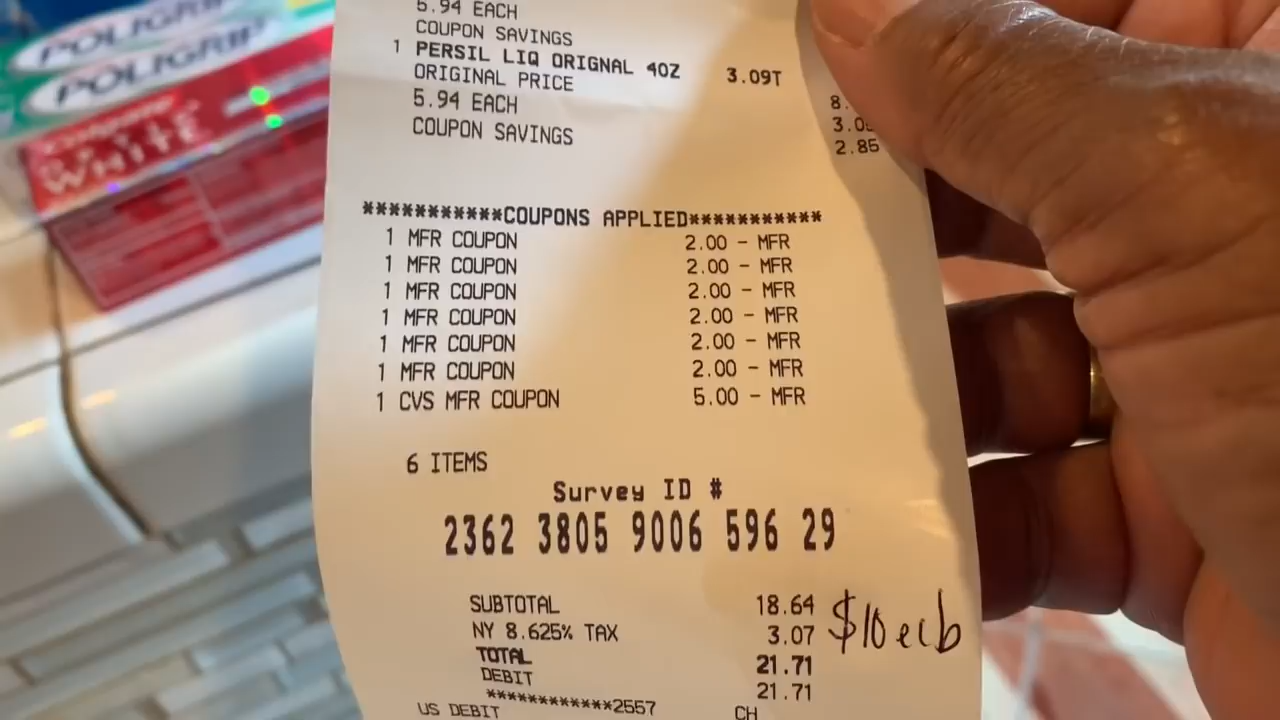 POLIGRIP
POLIGRIP
WHITE
5.94 EACH
COUPON SAVINGS
1 PERSIL LIQ ORIGNAL 40Z 3.09T
ORIGINAL PRICE 8.
5.94 EACH 3.0
COUPON SAVINGS 2.85
***********COUPONS APPLIED***********
1 MFR COUPON 2.00 - MFR
1 MFR COUPON 2.00 - MFR
1 MFR COUPON 2.00 - MFR
1 MFR COUPON 2.00 - MFR
1 MFR COUPON 2.00 - MFR
1 MFR COUPON 2.00 - MFR
1 CVS MFR COUPON 5.00 - MFR
6 ITEMS
Survey ID #
2362 3805 9006 596 29
SUBTOTAL 18.64
NY 8.625% TAX 3.07
$10 ecb
TOTAL 21.71
DEBIT 21.71
************2557
US DEBIT CH